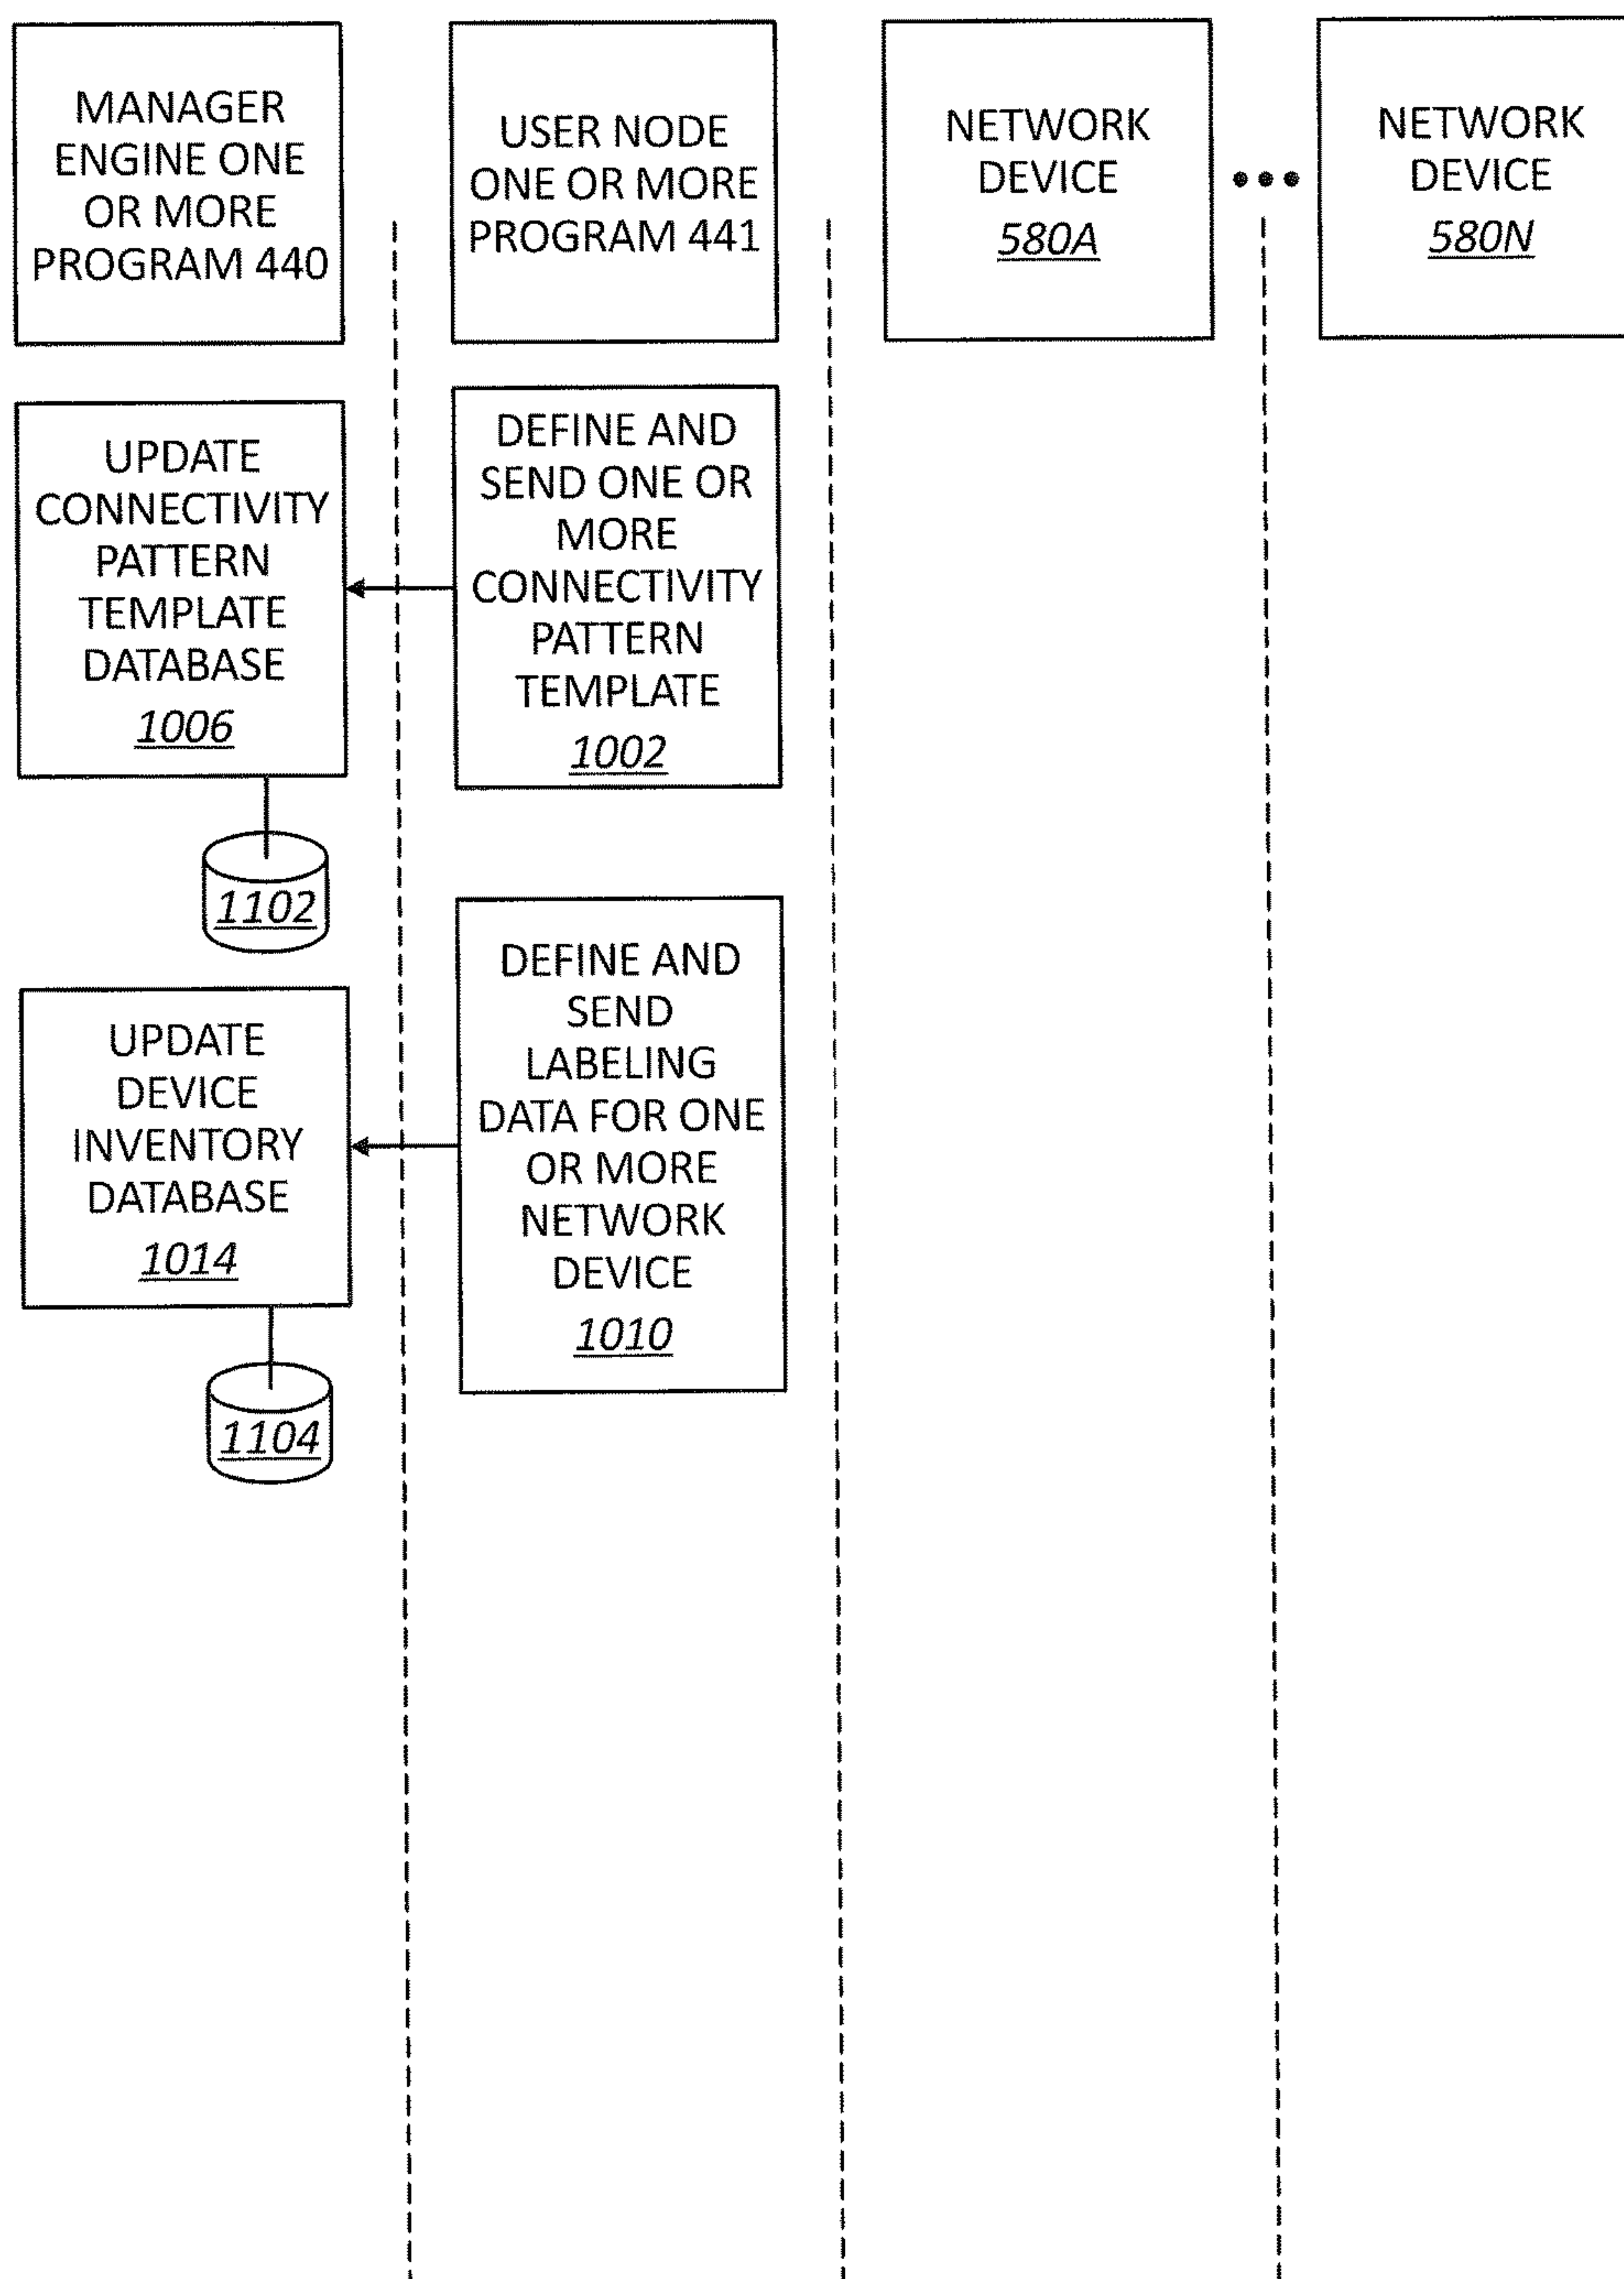 MANAGER
ENGINE ONE
OR MORE
PROGRAM 440
USER NODE
ONE OR MORE
PROGRAM 441
NETWORK
DEVICE
580A
NETWORK
DEVICE
580N
UPDATE
CONNECTIVITY
PATTERN
TEMPLATE
DATABASE
1006
DEFINE AND
SEND ONE OR
MORE
CONNECTIVITY
PATTERN
TEMPLATE
1002
1102
UPDATE
DEVICE
INVENTORY
DATABASE
1014
DEFINE AND
SEND
LABELING
DATA FOR ONE
OR MORE
NETWORK
DEVICE
1010
1104